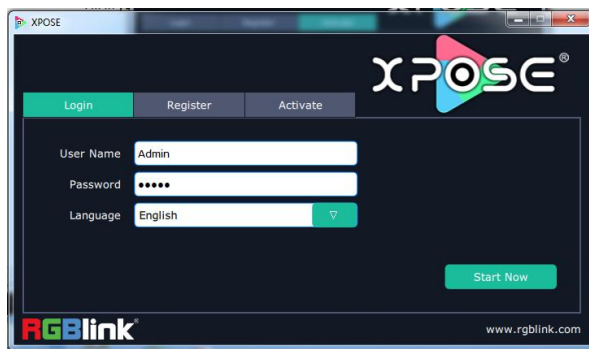 XPOSE
XPOSE®
Login Register Activate
User Name Admin
Password •••••
Language English
Start Now
RGBlink®
www.rgblink.com